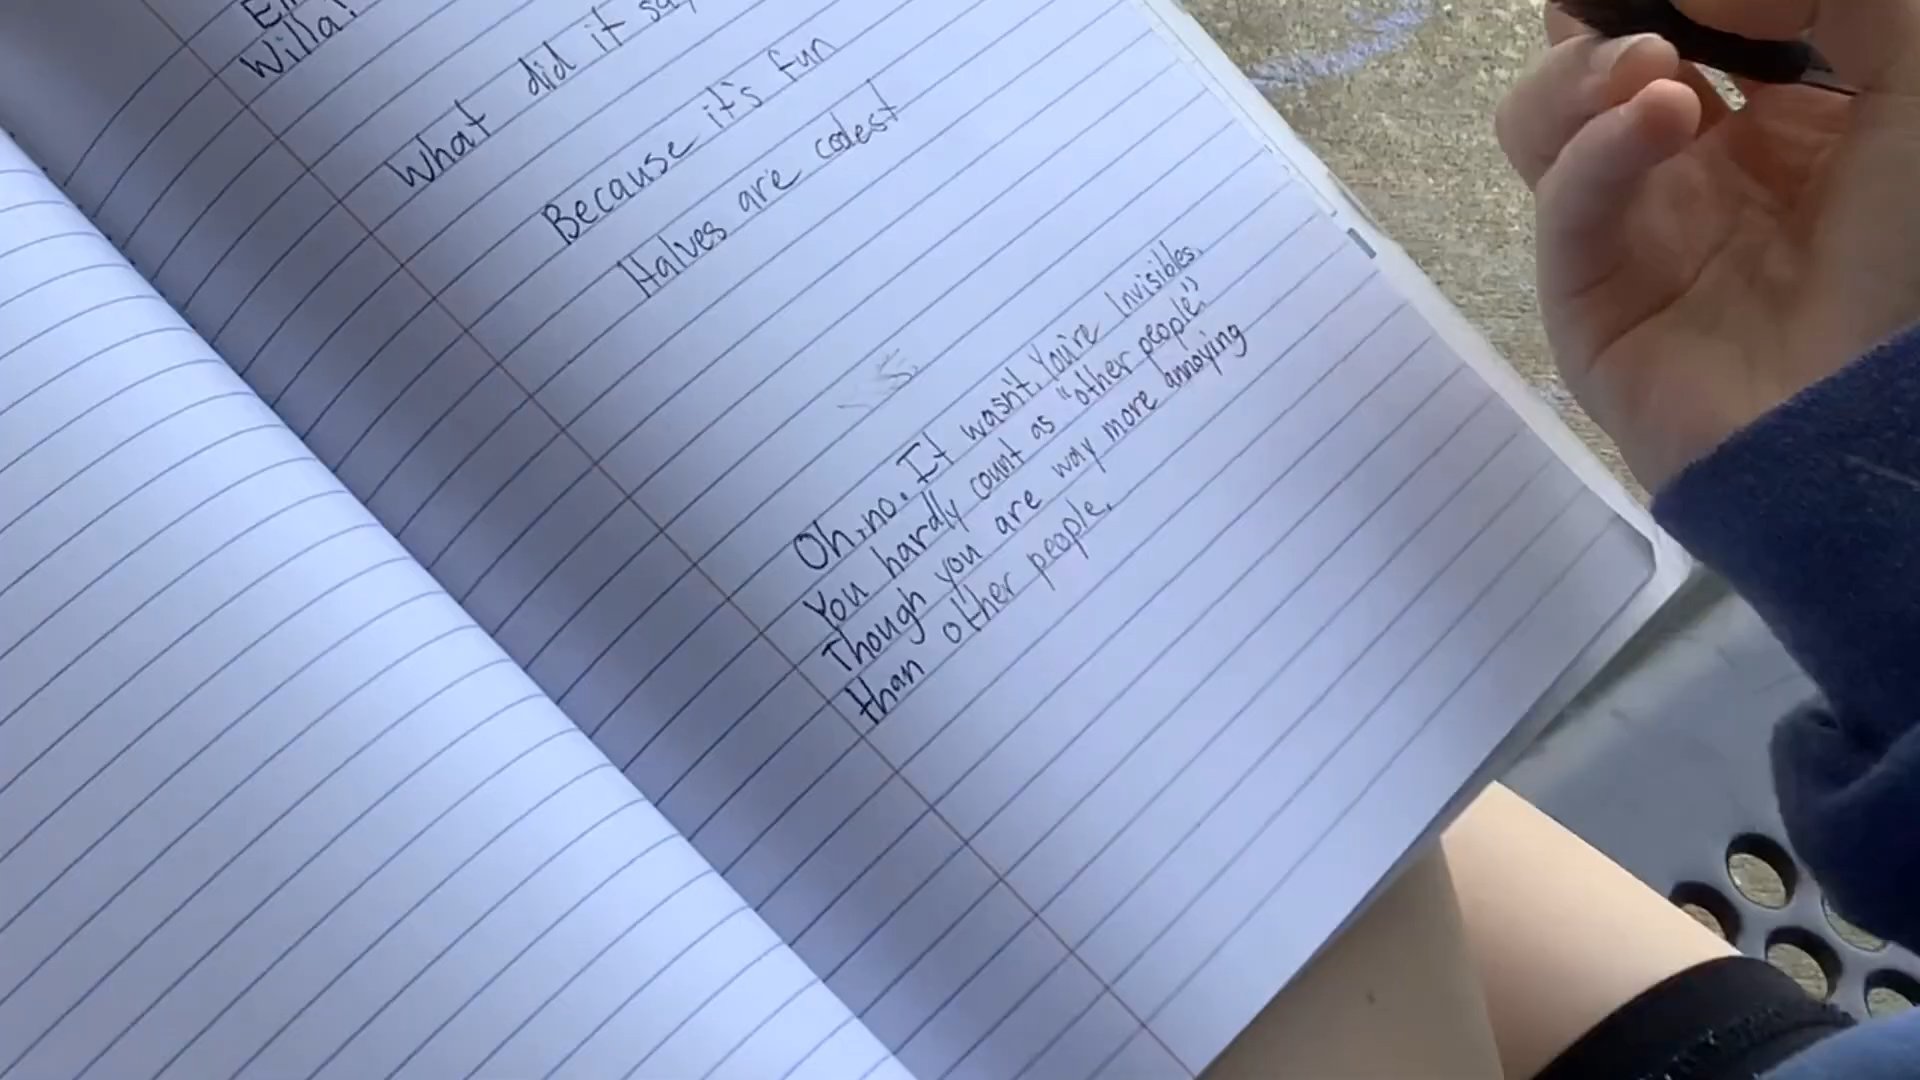 Willa!
What did it say
Because it's fun
Halves are codest
Oh, no. It wasn't. You're Invisibles.
You hardly count as "other people."
Though you are way more annoying
than other people.